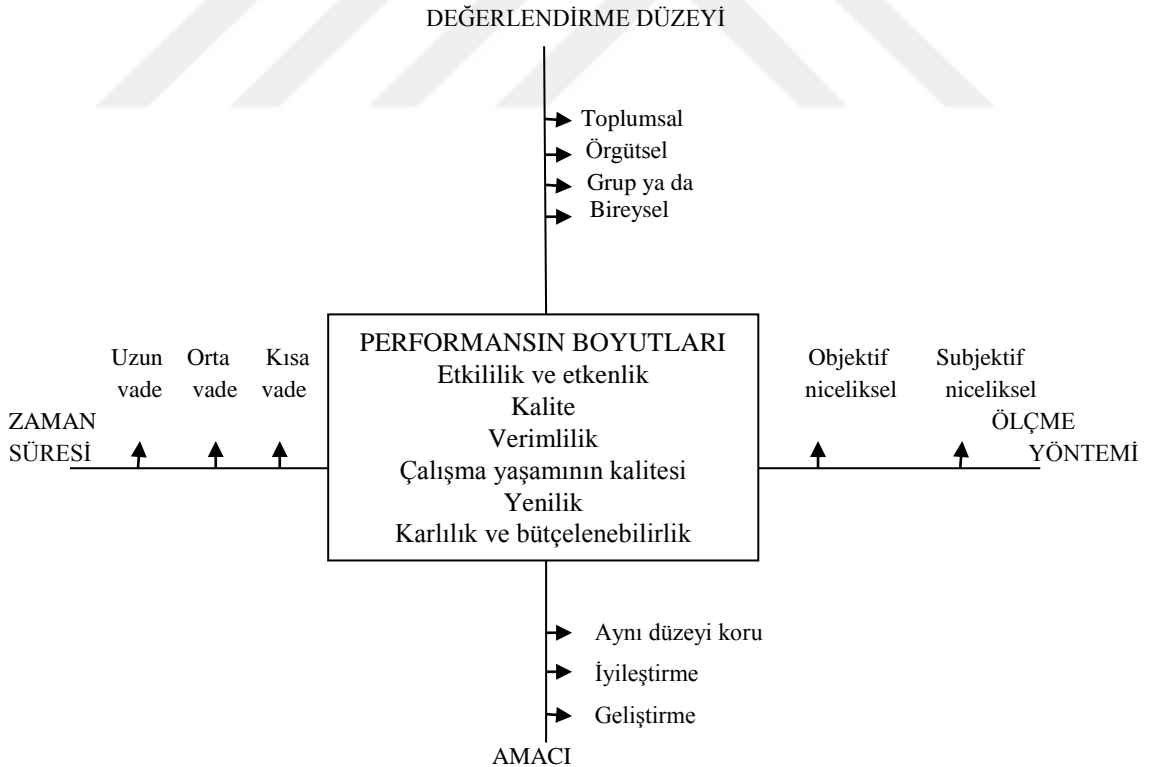 DEĞERLENDİRME DÜZEYİ
Toplumsal
Örgütsel
Grup ya da
Bireysel
Uzun vade
Orta vade
Kısa vade
ZAMAN
SÜRESİ
PERFORMANSIN BOYUTLARI
Etkililik ve etkenlik
Kalite
Verimlilik
Çalışma yaşamının kalitesi
Yenilik
Karlılık ve bütçelenebilirlik
Objektif
niceliksel
Subjektif
niceliksel
ÖLÇME
YÖNTEMİ
Aynı düzeyi koru
İyileştirme
Geliştirme
AMACI